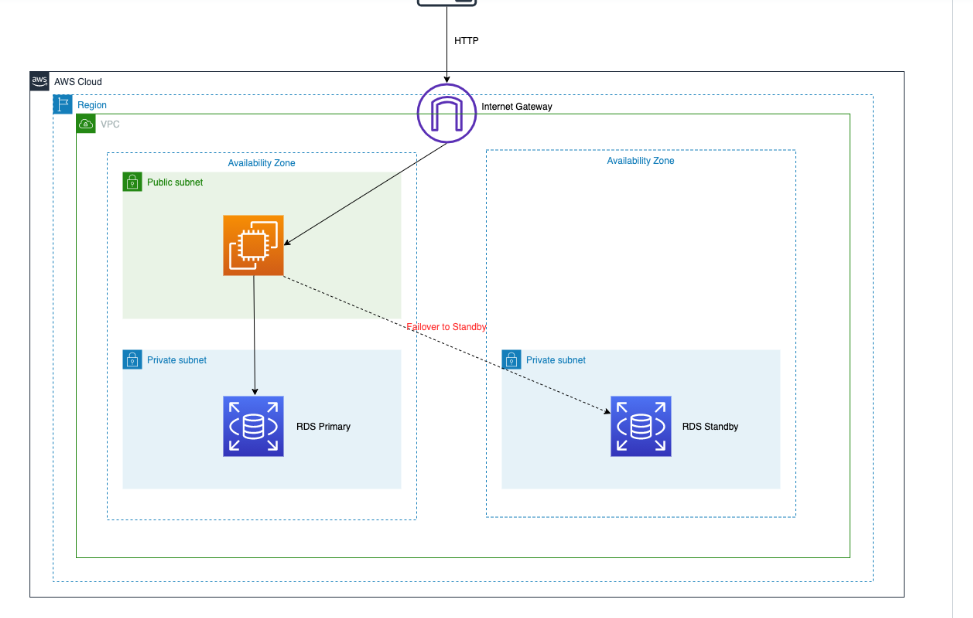 HTTP
aws
AWS Cloud
Region
Internet Gateway
VPC
Availability Zone
Availability Zone
Public subnet
Failover to Standby
Private subnet
Private subnet
RDS Primary
RDS Standby